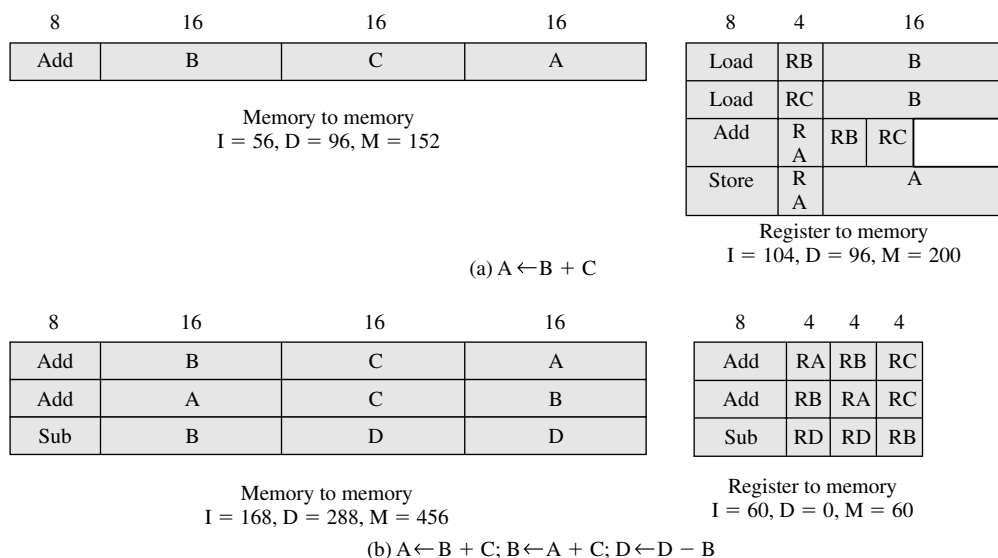 8 16 16 16
Add B C A
Memory to memory
I = 56, D = 96, M = 152
8 4 16
Load RB B
Load RC B
Add R A RB RC
Store R A A
Register to memory
I = 104, D = 96, M = 200
(a) A ← B + C
8 16 16 16
Add B C A
Add A C B
Sub B D D
Memory to memory
I = 168, D = 288, M = 456
8 4 4 4
Add RA RB RC
Add RB RA RC
Sub RD RD RB
Register to memory
I = 60, D = 0, M = 60
(b) A ← B + C; B ← A + C; D ← D − B